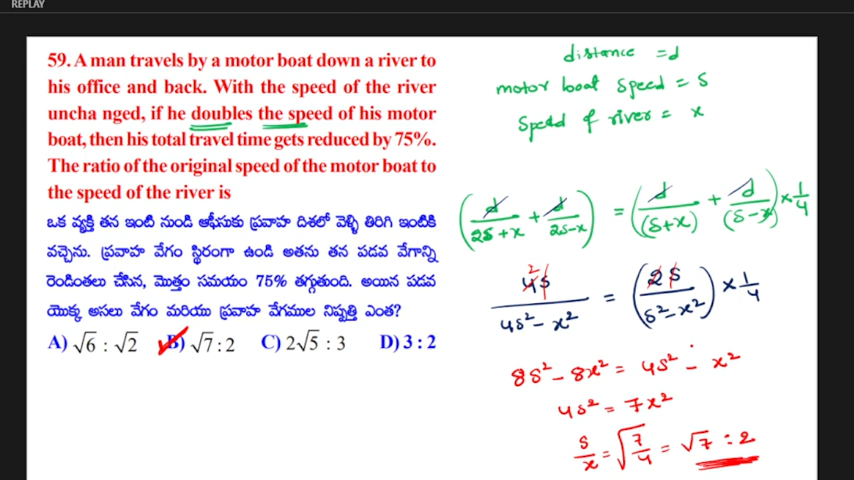 REPLAY
59. A man travels by a motor boat down a river to
his office and back. With the speed of the river
uncha nged, if he doubles the speed of his motor
boat, then his total travel time gets reduced by 75%.
The ratio of the original speed of the motor boat to
the speed of the river is
ఒక వ్యక్తి తన ఇంటి నుండి ఆఫీసుకు ప్రవాహ దిశలో వెళ్ళి తిరిగి ఇంటికి
వచ్చేను. ప్రవాహ వేగం స్థిరంగా ఉండి అతను తన పడవ వేగాన్ని
రెండింతలు చేసిన, మొత్తం సమయం 75% తగ్గుతుంది. అయిన పడవ
యొక్క అసలు వేగం మరియు ప్రవాహ వేగముల నిష్పత్తి ఎంత?
A) √6 : √2 B) √7 : 2 C) 2√5 : 3 D) 3 : 2
distance = d
motor boat speed = s
Speed of river = x
(d/(2s+x) + d/(2s-x)) = (d/(s+x) + d/(s-x)) × 1/4
2
4s/(4s² - x²) = (2s/(s² - x²)) × 1/4
8s² - 8x² = 4s² - x²
4s² = 7x²
s/x = √(7/4) = √7 : 2